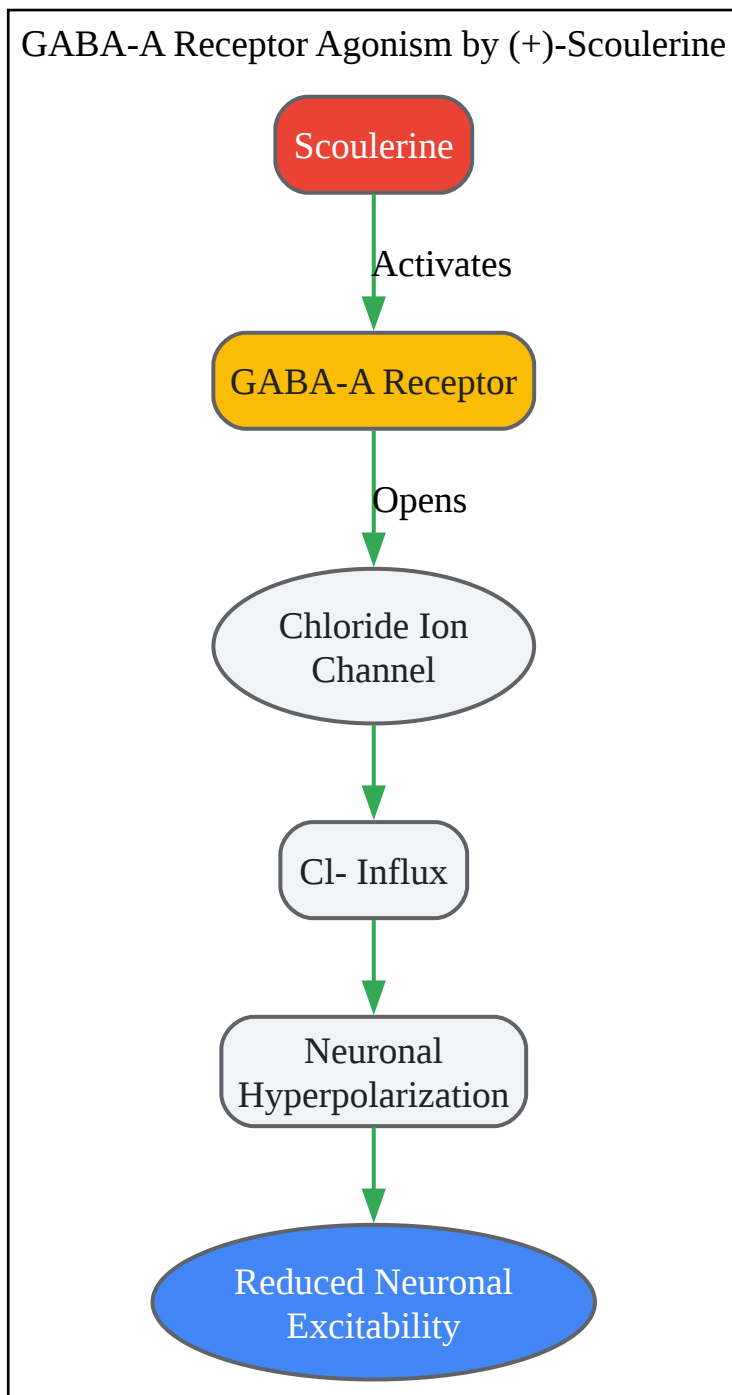 GABA-A Receptor Agonism by (+)-Scoulerine
Scoulerine
Activates
GABA-A Receptor
Opens
Chloride Ion
Channel
Cl- Influx
Neuronal
Hyperpolarization
Reduced Neuronal
Excitability